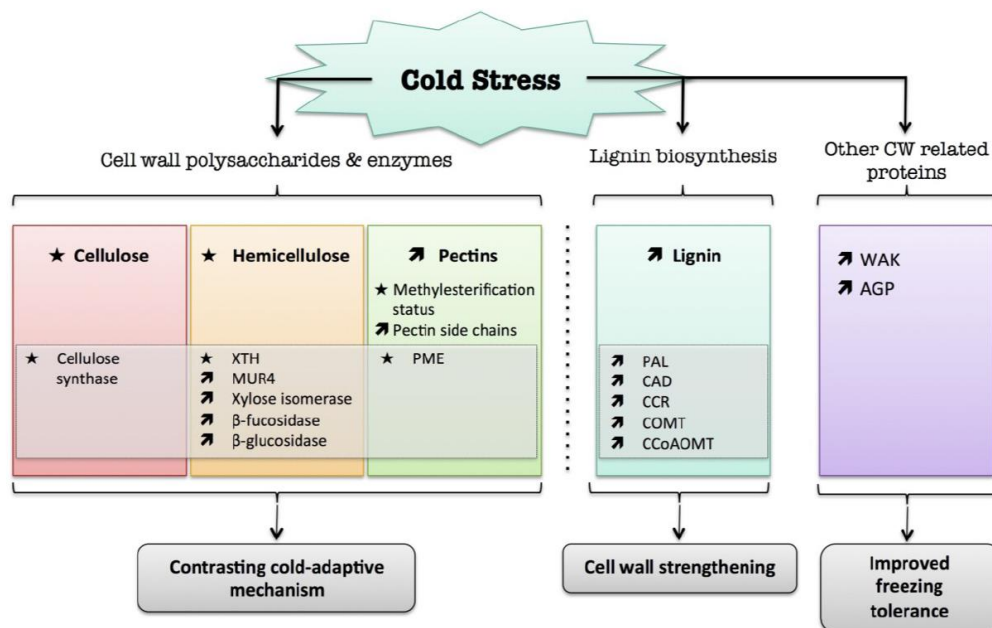 Cold Stress
Cell wall polysaccharides & enzymes
Lignin biosynthesis
Other CW related
proteins
★ Cellulose
★ Hemicellulose
↗ Pectins
★ Methylesterification
status
↗ Pectin side chains
★ Cellulose
synthase
★ XTH
↗ MUR4
↗ Xylose isomerase
↗ β-fucosidase
↗ β-glucosidase
★ PME
↗ Lignin
↗ PAL
↗ CAD
↗ CCR
↗ COMT
↗ CCoAOMT
↗ WAK
↗ AGP
Contrasting cold-adaptive
mechanism
Cell wall strengthening
Improved
freezing
tolerance